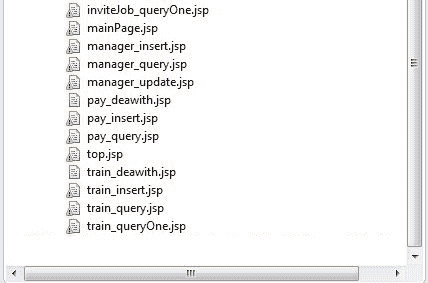 inviteJob_queryOne.jsp
mainPage.jsp
manager_insert.jsp
manager_query.jsp
manager_update.jsp
pay_deawith.jsp
pay_insert.jsp
pay_query.jsp
top.jsp
train_deawith.jsp
train_insert.jsp
train_query.jsp
train_queryOne.jsp